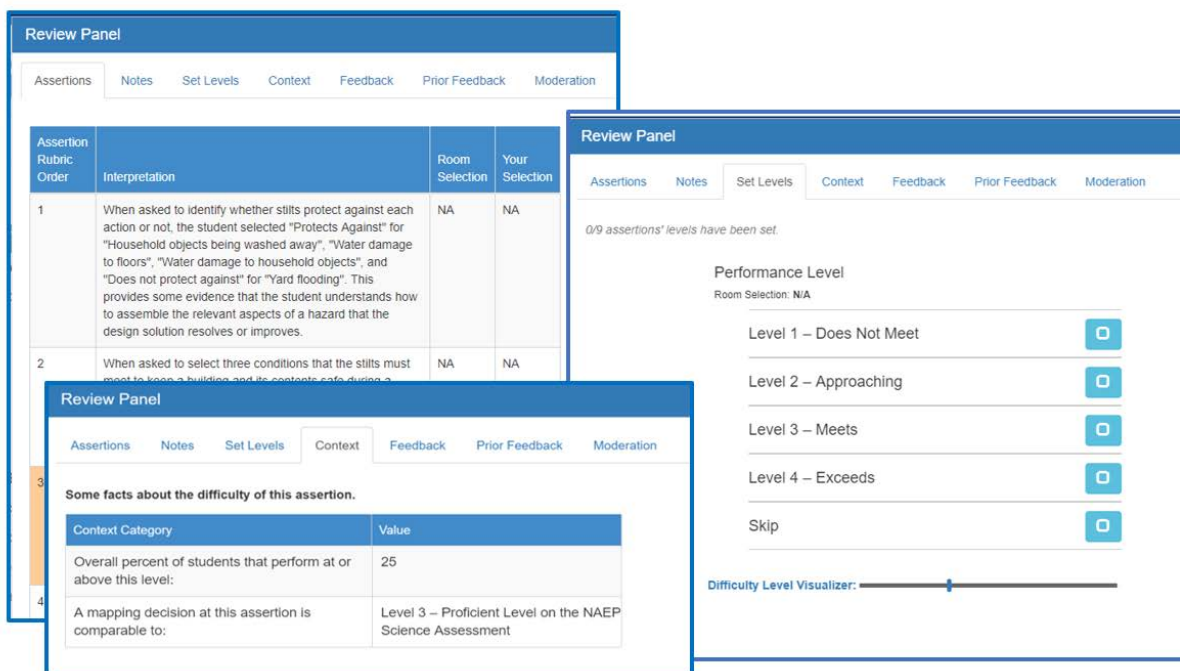 Review Panel
Assertions Notes Set Levels Context Feedback Prior Feedback Moderation
Assertion
Rubric
Order
Interpretation
Room
Selection
Your
Selection
1
When asked to identify whether stilts protect against each
action or not, the student selected "Protects Against" for
"Household objects being washed away", "Water damage
to floors", "Water damage to household objects", and
"Does not protect against" for "Yard flooding". This
provides some evidence that the student understands how
to assemble the relevant aspects of a hazard that the
design solution resolves or improves.
NA
NA
2
When asked to select three conditions that the stilts must
meet to keep a building and its contents safe during a
NA
NA
3
4
Review Panel
Assertions Notes Set Levels Context Feedback Prior Feedback Moderation
0/9 assertions' levels have been set.
Performance Level
Room Selection: N/A
Level 1 – Does Not Meet
Level 2 – Approaching
Level 3 – Meets
Level 4 – Exceeds
Skip
Difficulty Level Visualizer:
Review Panel
Assertions Notes Set Levels Context Feedback Prior Feedback Moderation
Some facts about the difficulty of this assertion.
Context Category
Value
Overall percent of students that perform at or
above this level:
25
A mapping decision at this assertion is
comparable to:
Level 3 – Proficient Level on the NAEP
Science Assessment